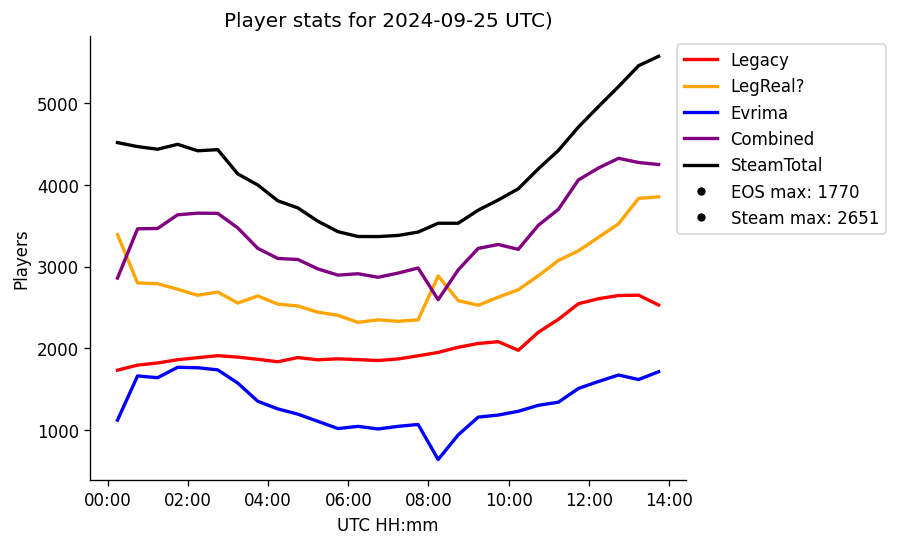 Player stats for 2024-09-25 UTC)
Legacy
LegReal?
Evrima
Combined
SteamTotal
EOS max: 1770
Steam max: 2651
Players
5000
4000
3000
2000
1000
00:00 02:00 04:00 06:00 08:00 10:00 12:00 14:00
UTC HH:mm